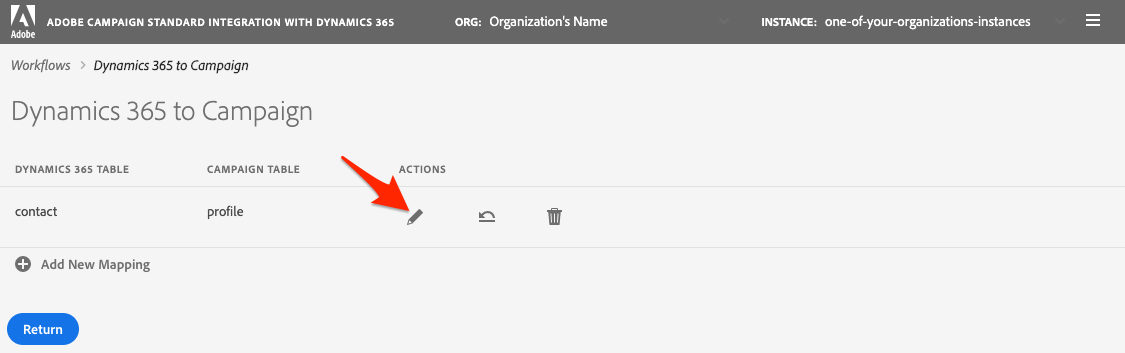 ADOBE CAMPAIGN STANDARD INTEGRATION WITH DYNAMICS 365 ORG: Organization's Name INSTANCE: one-of-your-organizations-instances
Adobe
Workflows > Dynamics 365 to Campaign
Dynamics 365 to Campaign
DYNAMICS 365 TABLE CAMPAIGN TABLE ACTIONS
contact profile
Add New Mapping
Return